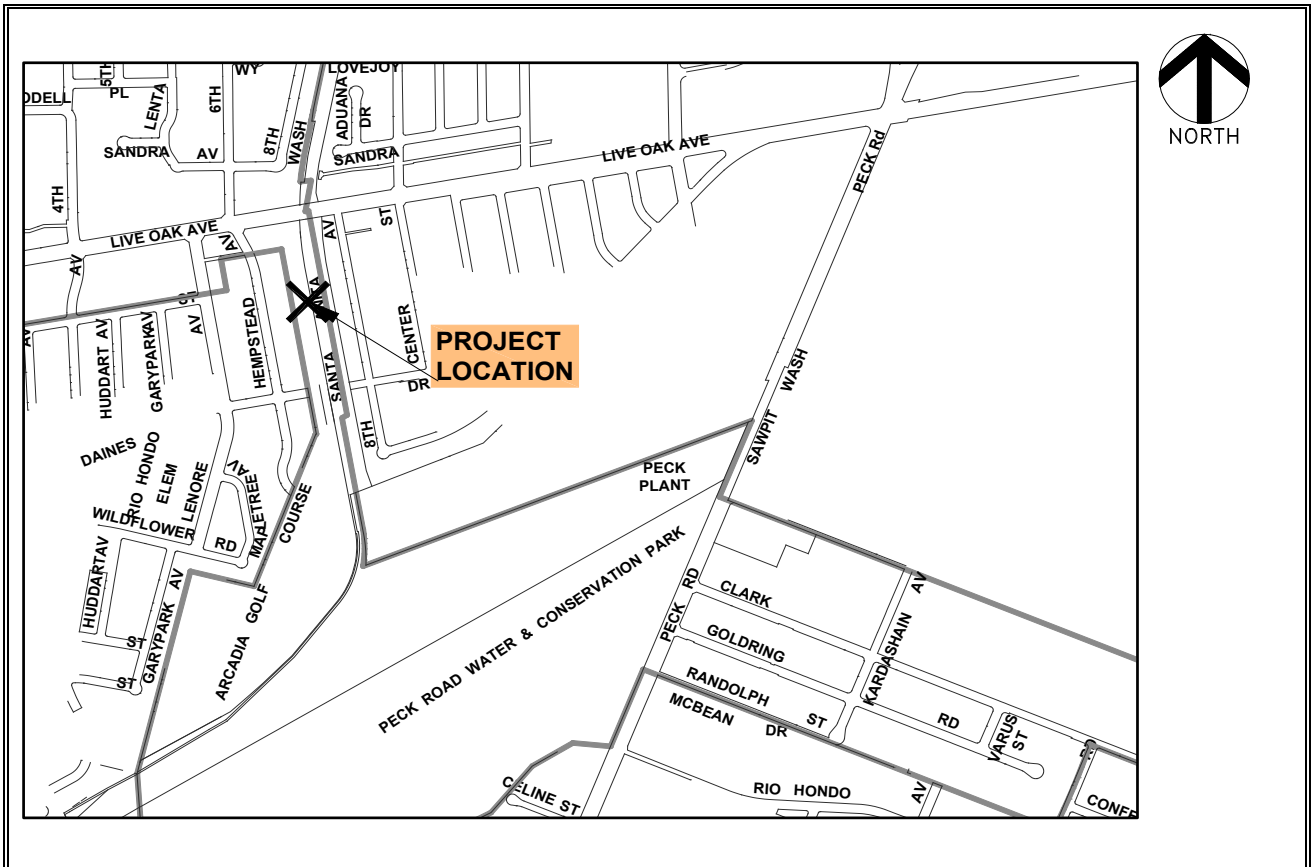 WY
LOVEJOY
5TH
PL
ODELL
LENTA
6TH
8TH
WASH
ADUANA
DR
SANDRA AV
SANDRA
4TH
LIVE OAK AVE
LIVE OAK AVE
PECK Rd
NORTH
ST
AV
AV
AV
LIVE OAK AVE
AV
HUDDART AV
GARYPARK AV
AV
HEMPSTEAD
SANTA
CENTER
PROJECT
LOCATION
DR
8TH
WASH
SAWPIT
DAINES
RIO HONDO
ELEM
LENORE
AV
MAPLETREE
COURSE
WILDFLOWER
RD
PECK
PLANT
HUDDART AV
GARYPARK AV
ST
ST
ARCADIA GOLF
PECK ROAD WATER & CONSERVATION PARK
PECK RD
CLARK
GOLDRING
RANDOLPH ST
MCBEAN
DR
KARDASHAIN AV
RD
VARUS
ST
CELINE ST
RIO HONDO
AV